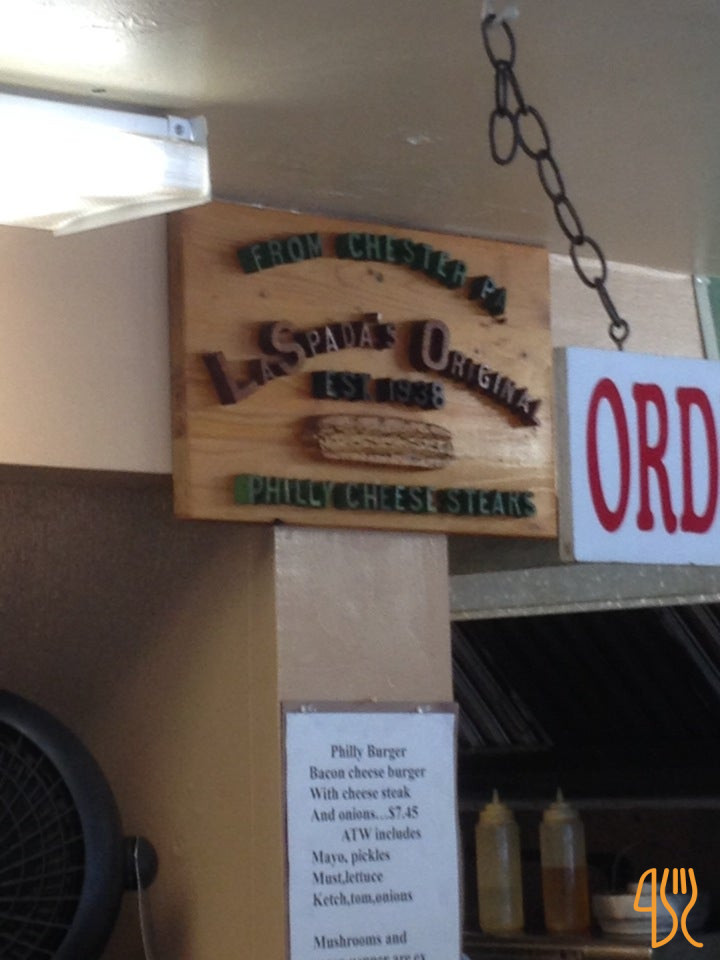 FROM CHESTER, PA
LASPADA'S ORIGINAL
EST. 1938
PHILLY CHEESE STEAKS
ORD
Philly Burger
Bacon cheese burger
With cheese steak
And onions...$7.45
ATW includes
Mayo, pickles
Must,lettuce
Ketch,tom,onions
Mushrooms and